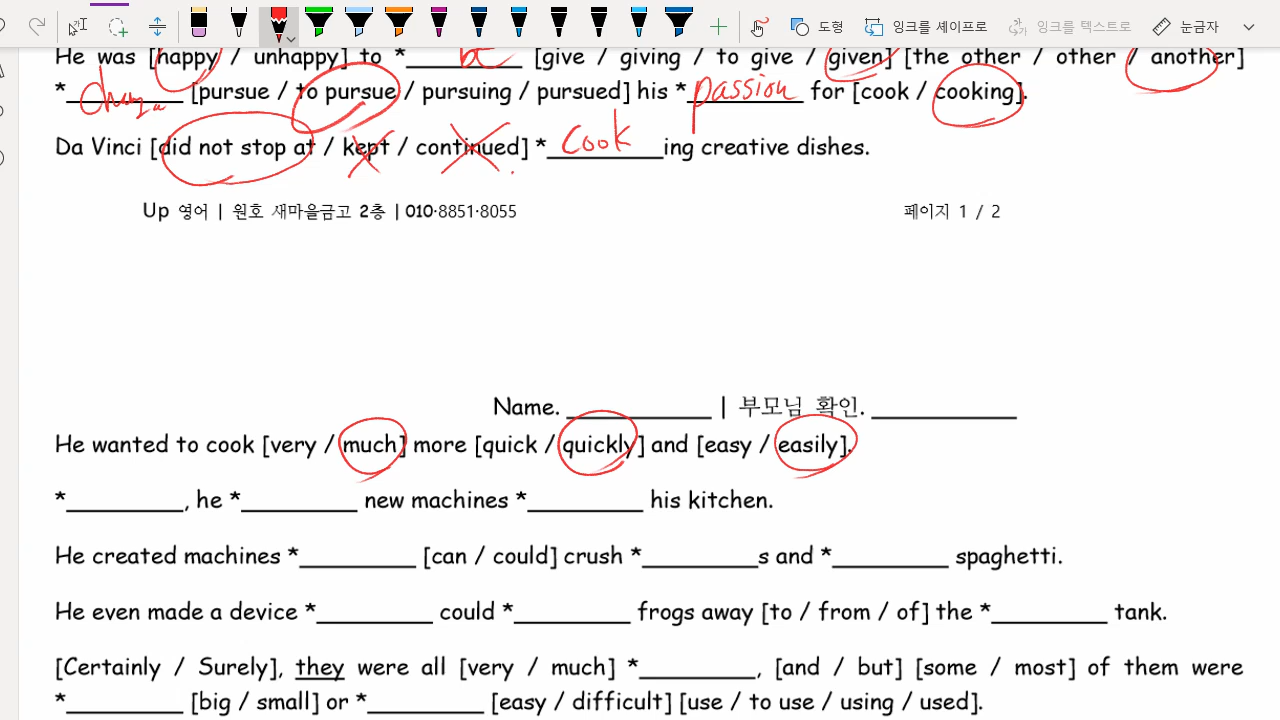 도형 잉크를 셰이프로 잉크를 텍스트로 눈금자
He was [happy / unhappy] to *be [give / giving / to give / given] [the other / other / another]
*_________ [pursue / to pursue / pursuing / pursued] his *passion for [cook / cooking].
Da Vinci [did not stop at / kept / continued] *cook ing creative dishes.
Up 영어 | 원호 새마을금고 2층 | 010·8851·8055 페이지 1 / 2
Name. __________ | 부모님 확인. __________
He wanted to cook [very / much] more [quick / quickly] and [easy / easily].
*_________, he *_________ new machines *_________ his kitchen.
He created machines *_________ [can / could] crush *_________s and *_________ spaghetti.
He even made a device *_________ could *_________ frogs away [to / from / of] the *_________ tank.
[Certainly / Surely], they were all [very / much] *_________, [and / but] [some / most] of them were
*_________ [big / small] or *_________ [easy / difficult] [use / to use / using / used].